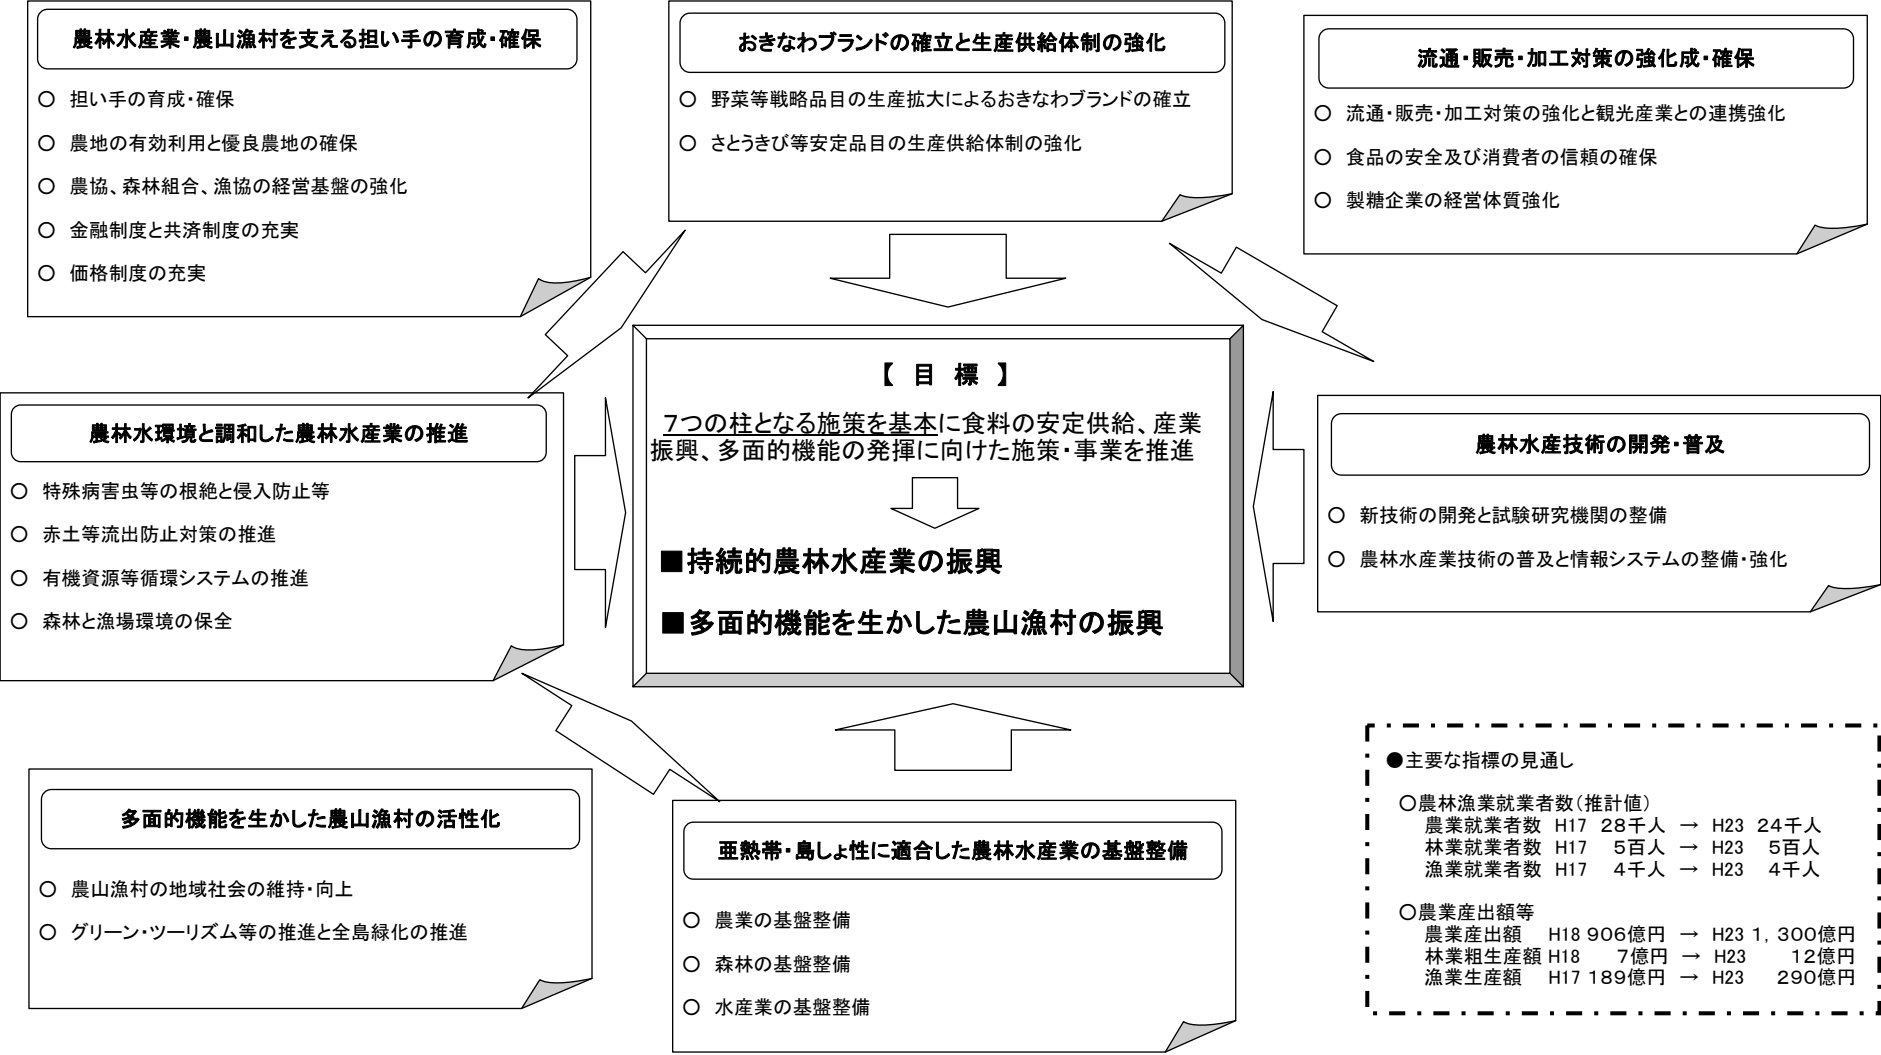 農林水産業・農山漁村を支える担い手の育成・確保
○ 担い手の育成・確保
○ 農地の有効利用と優良農地の確保
○ 農協、森林組合、漁協の経営基盤の強化
○ 金融制度と共済制度の充実
○ 価格制度の充実
おきなわブランドの確立と生産供給体制の強化
○ 野菜等戦略品目の生産拡大によるおきなわブランドの確立
○ さとうきび等安定品目の生産供給体制の強化
流通・販売・加工対策の強化成・確保
○ 流通・販売・加工対策の強化と観光産業との連携強化
○ 食品の安全及び消費者の信頼の確保
○ 製糖企業の経営体質強化
農林水環境と調和した農林水産業の推進
○ 特殊病害虫等の根絶と侵入防止等
○ 赤土等流出防止対策の推進
○ 有機資源等循環システムの推進
○ 森林と漁場環境の保全
【 目 標 】
7つの柱となる施策を基本に食料の安定供給、産業
振興、多面的機能の発揮に向けた施策・事業を推進
■持続的農林水産業の振興
■多面的機能を生かした農山漁村の振興
農林水産技術の開発・普及
○ 新技術の開発と試験研究機関の整備
○ 農林水産業技術の普及と情報システムの整備・強化
多面的機能を生かした農山漁村の活性化
○ 農山漁村の地域社会の維持・向上
○ グリーン・ツーリズム等の推進と全島緑化の推進
亜熱帯・島しょ性に適合した農林水産業の基盤整備
○ 農業の基盤整備
○ 森林の基盤整備
○ 水産業の基盤整備
●主要な指標の見通し
○農林漁業就業者数(推計値)
農業就業者数 H17 28千人 → H23 24千人
林業就業者数 H17 5百人 → H23 5百人
漁業就業者数 H17 4千人 → H23 4千人
○農業産出額等
農業産出額 H18 906億円 → H23 1,300億円
林業粗生産額 H18 7億円 → H23 12億円
漁業生産額 H17 189億円 → H23 290億円